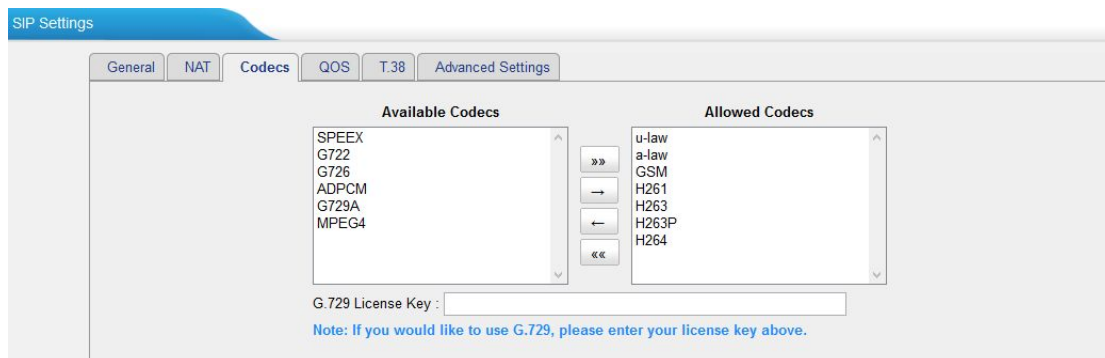 SIP Settings
General NAT Codecs QOS T.38 Advanced Settings
Available Codecs
SPEEX
G722
G726
ADPCM
G729A
MPEG4
»»
→
←
««
Allowed Codecs
u-law
a-law
GSM
H261
H263
H263P
H264
G.729 License Key :
Note: If you would like to use G.729, please enter your license key above.